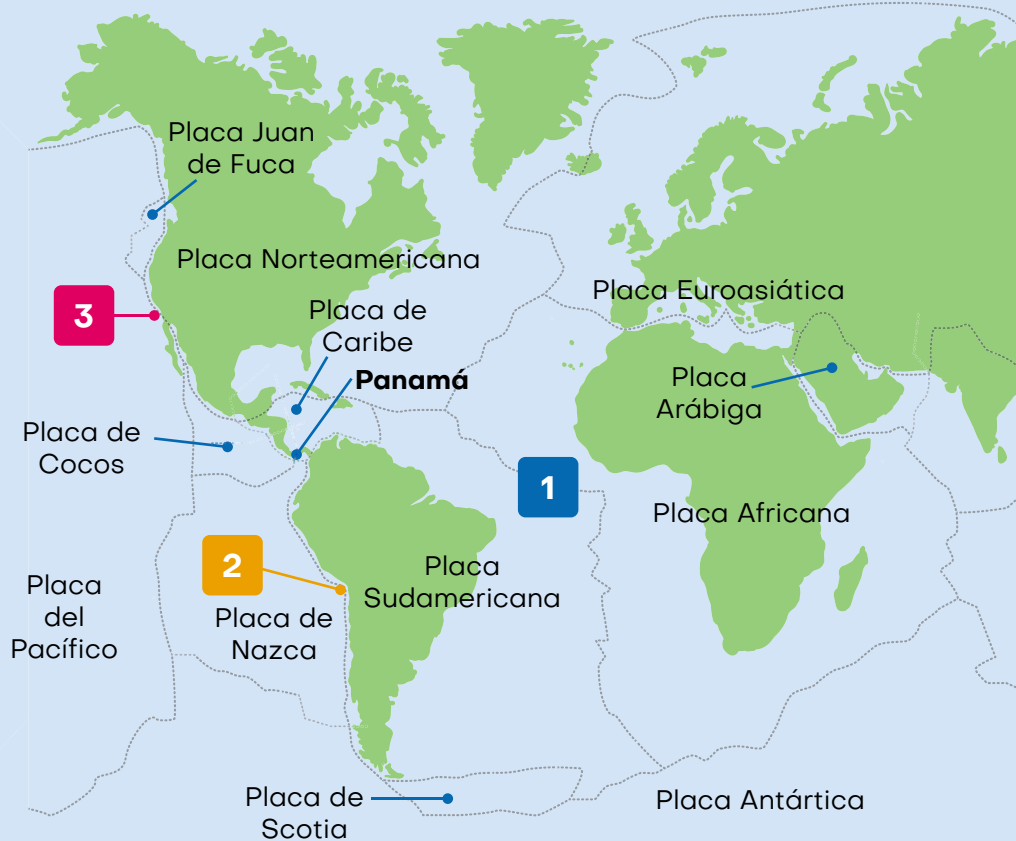 Placa Juan
de Fuca
Placa Norteamericana
Placa Euroasiática
3
Placa de
Caribe
Panamá
Placa
Arábiga
Placa de
Cocos
1
Placa Africana
2
Placa
Sudamericana
Placa
del
Pacífico
Placa de
Nazca
Placa de
Scotia
Placa Antártica